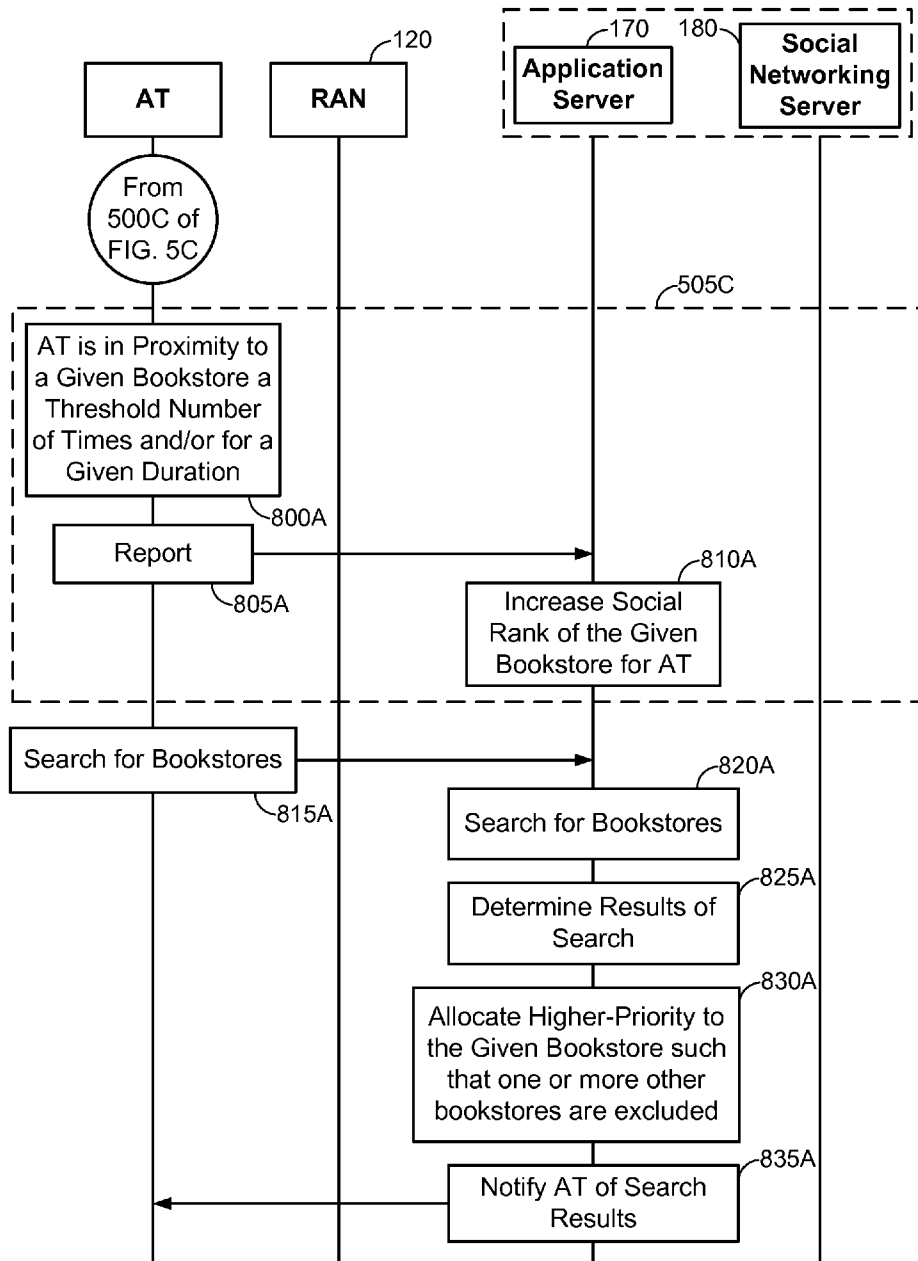 120
170
180
AT
RAN
Application
Server
Social
Networking
Server
From
500C of
FIG. 5C
505C
AT is in Proximity to
a Given Bookstore a
Threshold Number
of Times and/or for a
Given Duration
800A
Report
805A
810A
Increase Social
Rank of the Given
Bookstore for AT
Search for Bookstores
815A
820A
Search for Bookstores
825A
Determine Results of
Search
830A
Allocate Higher-Priority to
the Given Bookstore such
that one or more other
bookstores are excluded
835A
Notify AT of Search
Results